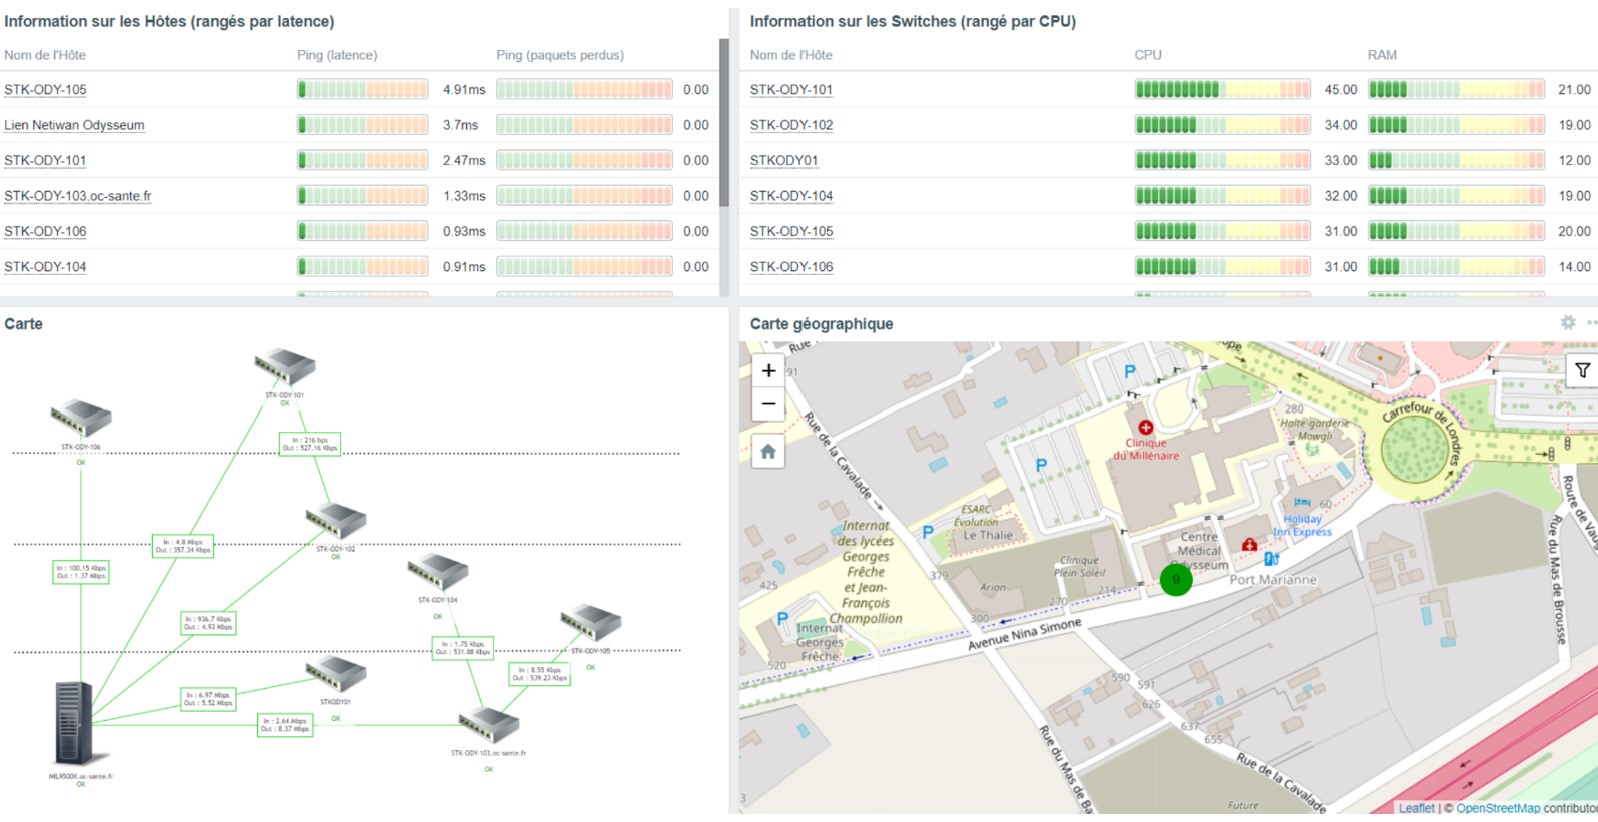 Information sur les Hôtes (rangés par latence)
Nom de l'Hôte Ping (latence) Ping (paquets perdus)
STK-ODY-105 4.91ms 0.00
Lien Netiwan Odysseum 3.7ms 0.00
STK-ODY-101 2.47ms 0.00
STK-ODY-103.oc-sante.fr 1.33ms 0.00
STK-ODY-106 0.93ms 0.00
STK-ODY-104 0.91ms 0.00
Information sur les Switches (rangé par CPU)
Nom de l'Hôte CPU RAM
STK-ODY-101 45.00 21.00
STK-ODY-102 34.00 19.00
STKODY01 33.00 12.00
STK-ODY-104 32.00 19.00
STK-ODY-105 31.00 20.00
STK-ODY-106 31.00 14.00
Carte
STK-ODY-101
OK
STK-ODY-106
OK
In : 216 bps
Out : 527.16 Kbps
STK-ODY-102
OK
In : 4.8 Mbps
Out : 357.34 Kbps
In : 100.15 Kbps
Out : 1.37 Mbps
STK-ODY-104
OK
In : 936.7 Kbps
Out : 4.93 Mbps
In : 1.75 Kbps
Out : 531.88 Kbps
STK-ODY-105
OK
In : 8.55 Kbps
Out : 539.23 Kbps
In : 6.97 Mbps
Out : 5.52 Mbps
STKODY01
OK
In : 2.64 Mbps
Out : 8.37 Mbps
STK-ODY-103.oc-sante.fr
OK
MIL9500K.oc-sante.fr
OK
Carte géographique
+
−
Rue
91
P
Carrefour de Londres
280
Halte-garderie
Mowgli
Clinique
du Millénaire
Rue de la Cavalade
P
60
Holiday
Inn Express
Route de
ESARC
Évolution
Le Thalie
P
Internat
des lycées
Georges
Frêche
et Jean-
François
Champollion
Centre
Médical
Odysseum
9
Port Marianne
Clinique
Plein Soleil
Arion
379
425
270
214
300
Rue du Mas de Brousse
P
Internat
Georges
Frêche
520
Avenue Nina Simone
590
591
626
637
655
Rue du Mas de
Rue de la Cavalade
3
Future
Leaflet | © OpenStreetMap contributor